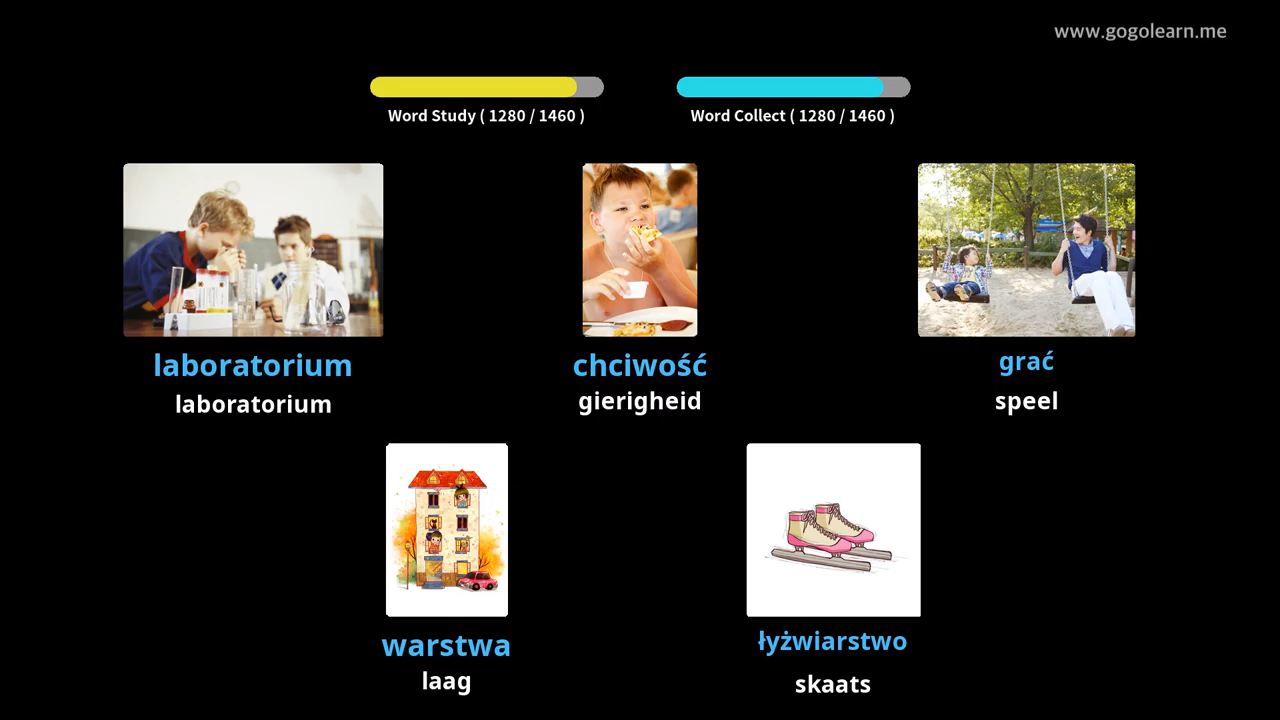 www.gogolearn.me
Word Study ( 1280 / 1460 )
Word Collect ( 1280 / 1460 )
laboratorium
laboratorium
chciwość
gierigheid
grać
speel
warstwa
laag
łyżwiarstwo
skaats